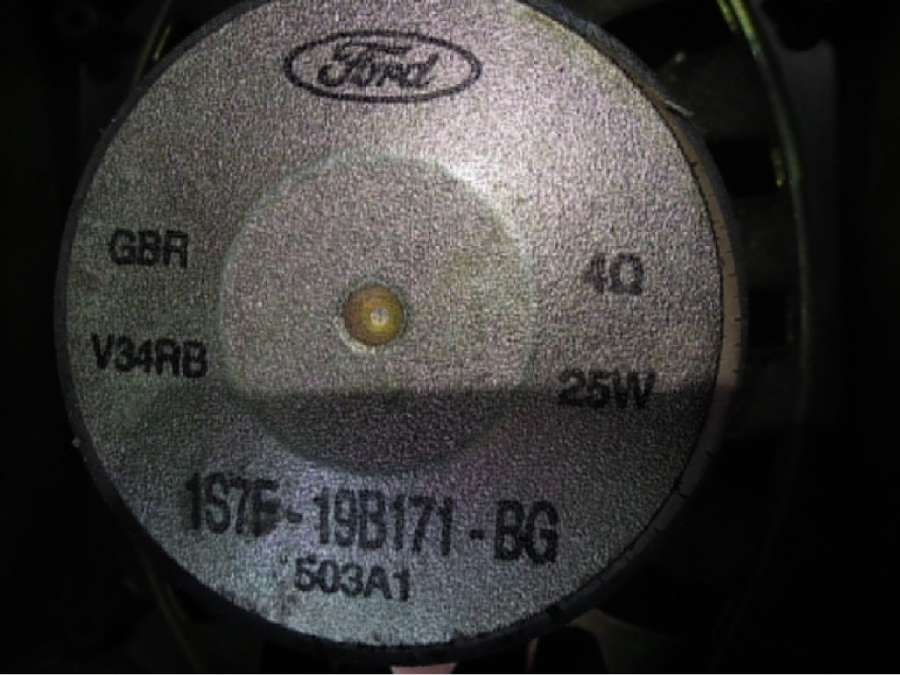 Ford
GBR
4Ω
V34RB
25W
1S7F-19B171-BG
503A1